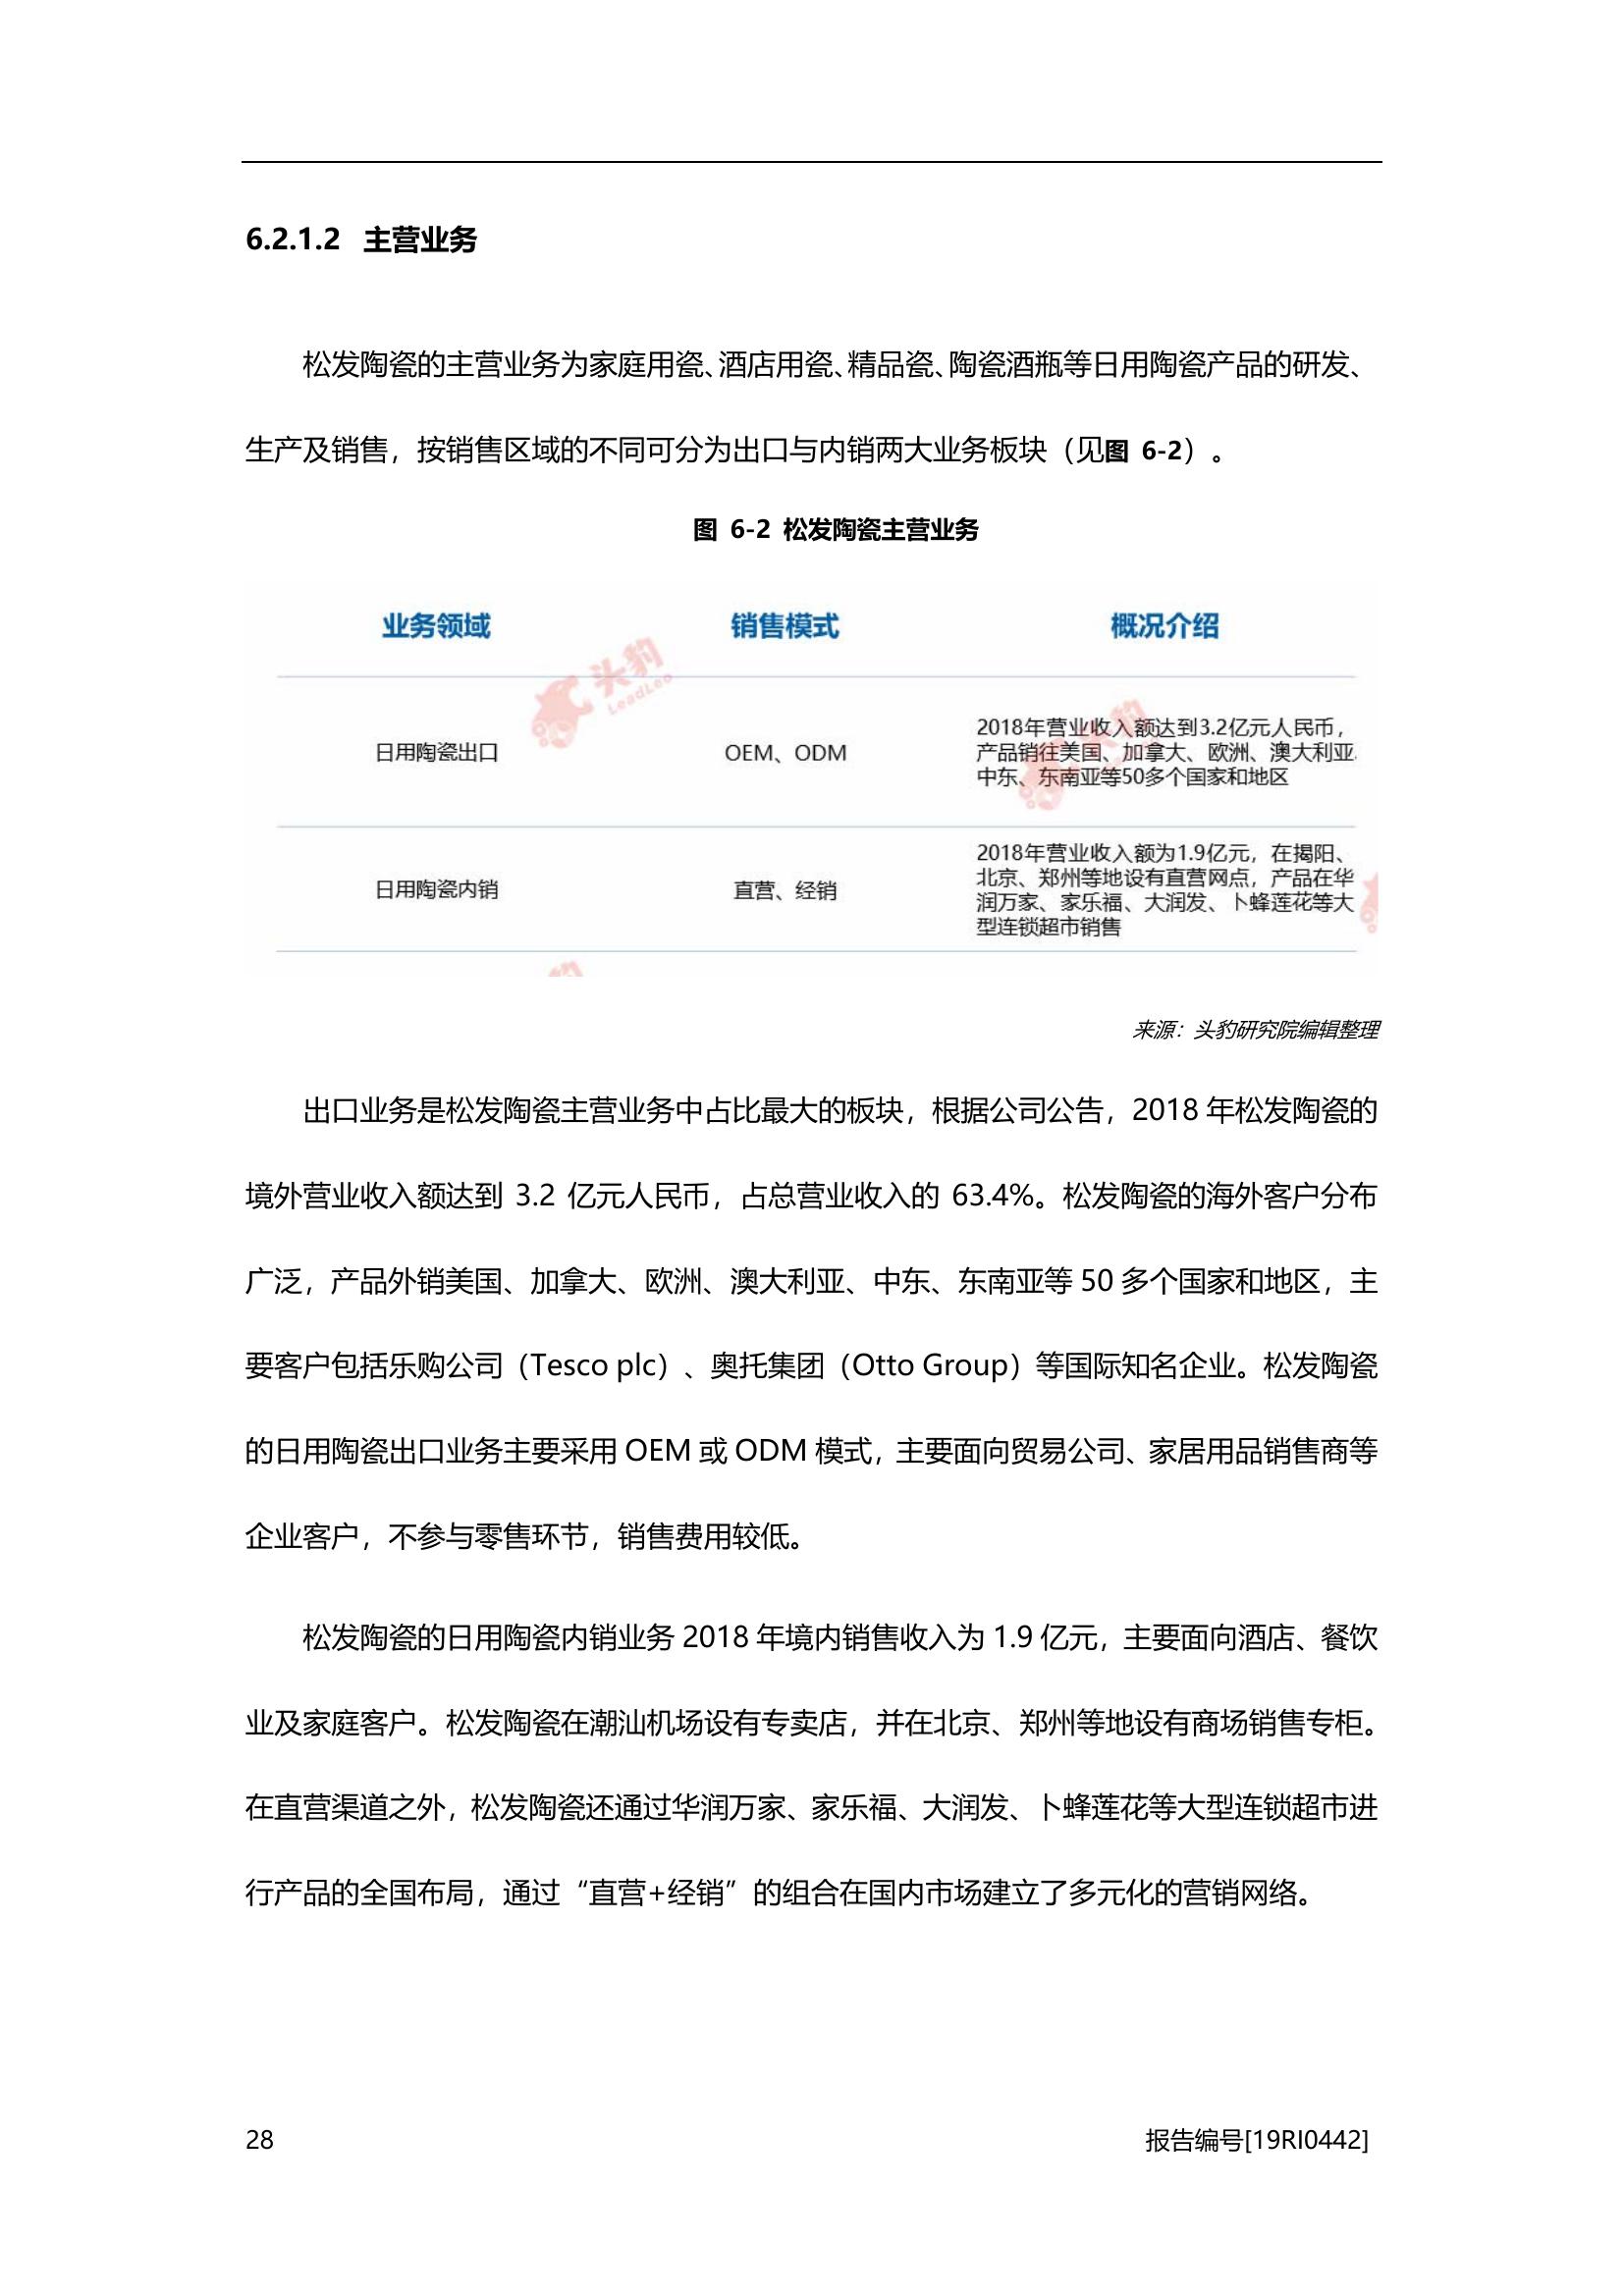 6.2.1.2 主营业务
松发陶瓷的主营业务为家庭用瓷、酒店用瓷、精品瓷、陶瓷酒瓶等日用陶瓷产品的研发、
生产及销售，按销售区域的不同可分为出口与内销两大业务板块（见图 6-2）。
图 6-2 松发陶瓷主营业务
业务领域 销售模式 概况介绍
头豹
LeadLeo
日用陶瓷出口 OEM、ODM
2018年营业收入额达到3.2亿元人民币，
产品销往美国、加拿大、欧洲、澳大利亚、
中东、东南亚等50多个国家和地区
头豹
日用陶瓷内销 直营、经销
2018年营业收入额为1.9亿元，在揭阳、
北京、郑州等地设有直营网点，产品在华
润万家、家乐福、大润发、卜蜂莲花等大
型连锁超市销售
来源：头豹研究院编辑整理
出口业务是松发陶瓷主营业务中占比最大的板块，根据公司公告，2018 年松发陶瓷的
境外营业收入额达到 3.2 亿元人民币，占总营业收入的 63.4%。松发陶瓷的海外客户分布
广泛，产品外销美国、加拿大、欧洲、澳大利亚、中东、东南亚等 50 多个国家和地区，主
要客户包括乐购公司（Tesco plc）、奥托集团（Otto Group）等国际知名企业。松发陶瓷
的日用陶瓷出口业务主要采用 OEM 或 ODM 模式，主要面向贸易公司、家居用品销售商等
企业客户，不参与零售环节，销售费用较低。
松发陶瓷的日用陶瓷内销业务 2018 年境内销售收入为 1.9 亿元，主要面向酒店、餐饮
业及家庭客户。松发陶瓷在潮汕机场设有专卖店，并在北京、郑州等地设有商场销售专柜。
在直营渠道之外，松发陶瓷还通过华润万家、家乐福、大润发、卜蜂莲花等大型连锁超市进
行产品的全国布局，通过“直营+经销”的组合在国内市场建立了多元化的营销网络。
28 报告编号[19RI0442]